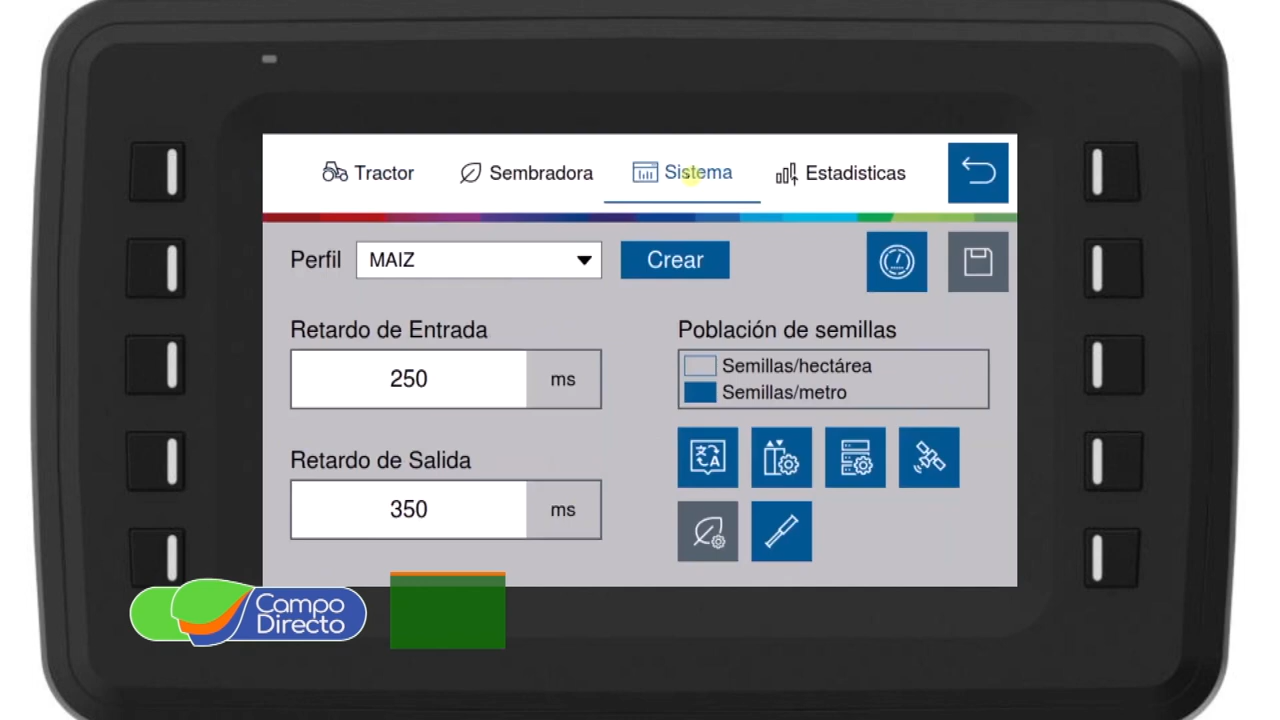 Tractor
Sembradora
Sistema
Estadisticas
Perfil
MAIZ
Crear
Retardo de Entrada
250
ms
Retardo de Salida
350
ms
Población de semillas
Semillas/hectárea
Semillas/metro
Campo
Directo